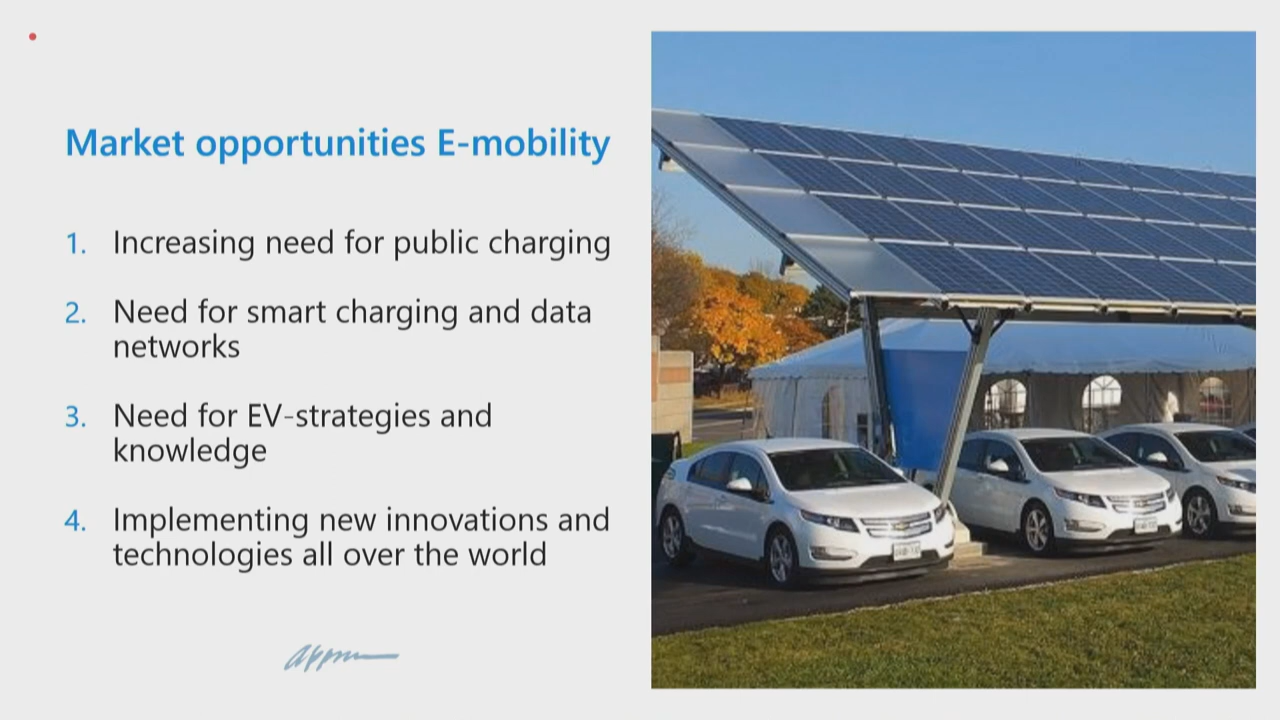 Market opportunities E-mobility
1. Increasing need for public charging
2. Need for smart charging and data
networks
3. Need for EV-strategies and
knowledge
4. Implementing new innovations and
technologies all over the world